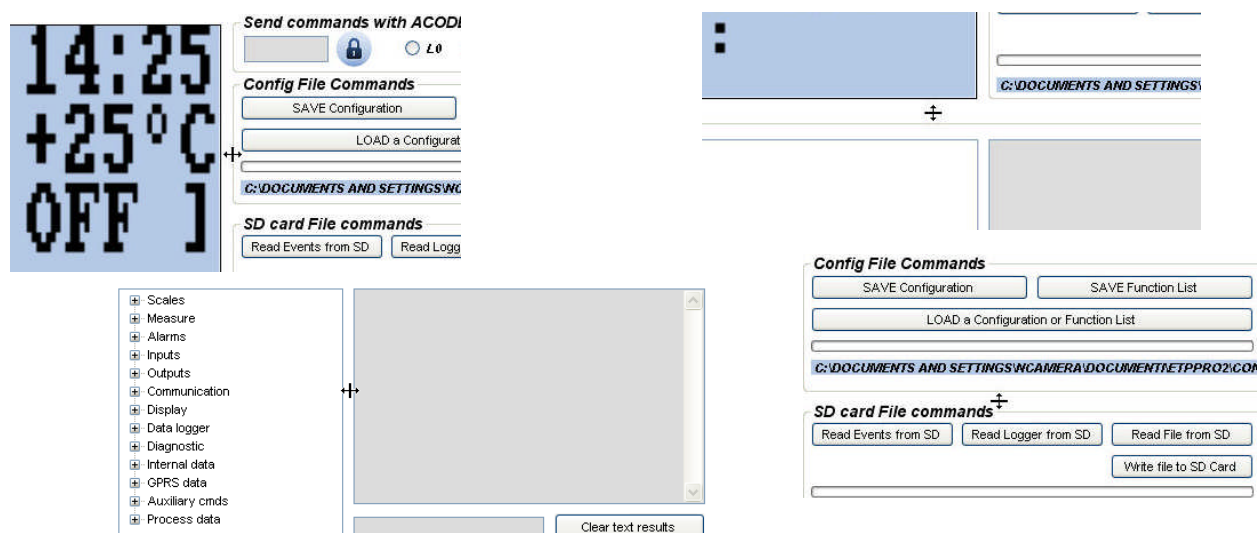 14:25
+25°C
OFF ]
Send commands with ACODE
L0
Config File Commands
SAVE Configuration
LOAD a Configurat
C:\DOCUMENTS AND SETTINGS\NC
SD card File commands
Read Events from SD
Read Logg
:
C:\DOCUMENTS AND SETTINGS\
Scales
Measure
Alarms
Inputs
Outputs
Communication
Display
Data logger
Diagnostic
Internal data
GPRS data
Auxiliary cmds
Process data
Clear text results
Config File Commands
SAVE Configuration
SAVE Function List
LOAD a Configuration or Function List
C:\DOCUMENTS AND SETTINGS\NCAMERA\DOCUMENTI\ETPPRO2\CON
SD card File commands
Read Events from SD
Read Logger from SD
Read File from SD
Write file to SD Card